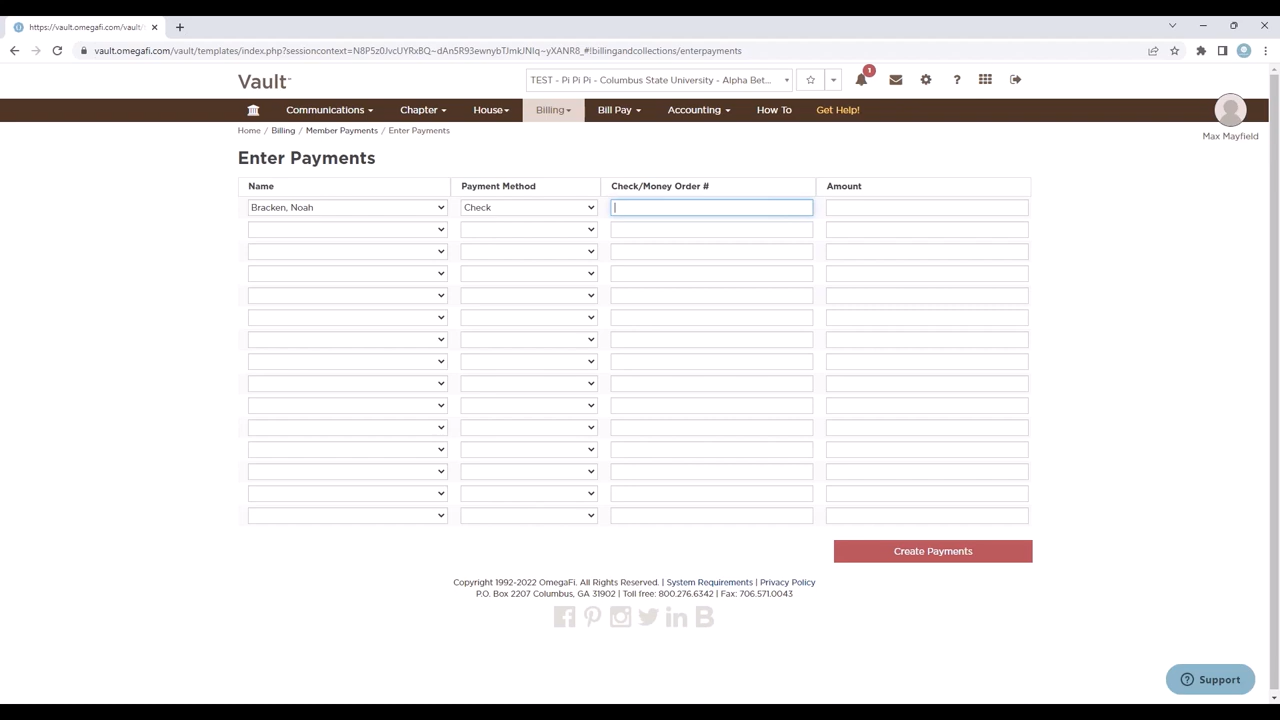 https://vault.omegafi.com/vault/
vault.omegafi.com/vault/templates/index.php?sessioncontext=N8P5z0JvcUYRxBQ~dAn5R93ewnybTJmkJNIq~yXANR8_#!billingandcollections/enterpayments
Vault
TEST - Pi Pi Pi - Columbus State University - Alpha Bet...
1
Communications Chapter House Billing Bill Pay Accounting How To Get Help!
Home / Billing / Member Payments / Enter Payments
Max Mayfield
Enter Payments
Name Payment Method Check/Money Order # Amount
Bracken, Noah Check
Create Payments
Copyright 1992-2022 OmegaFi. All Rights Reserved. | System Requirements | Privacy Policy
P.O. Box 2207 Columbus, GA 31902 | Toll free: 800.276.6342 | Fax: 706.571.0043
Support